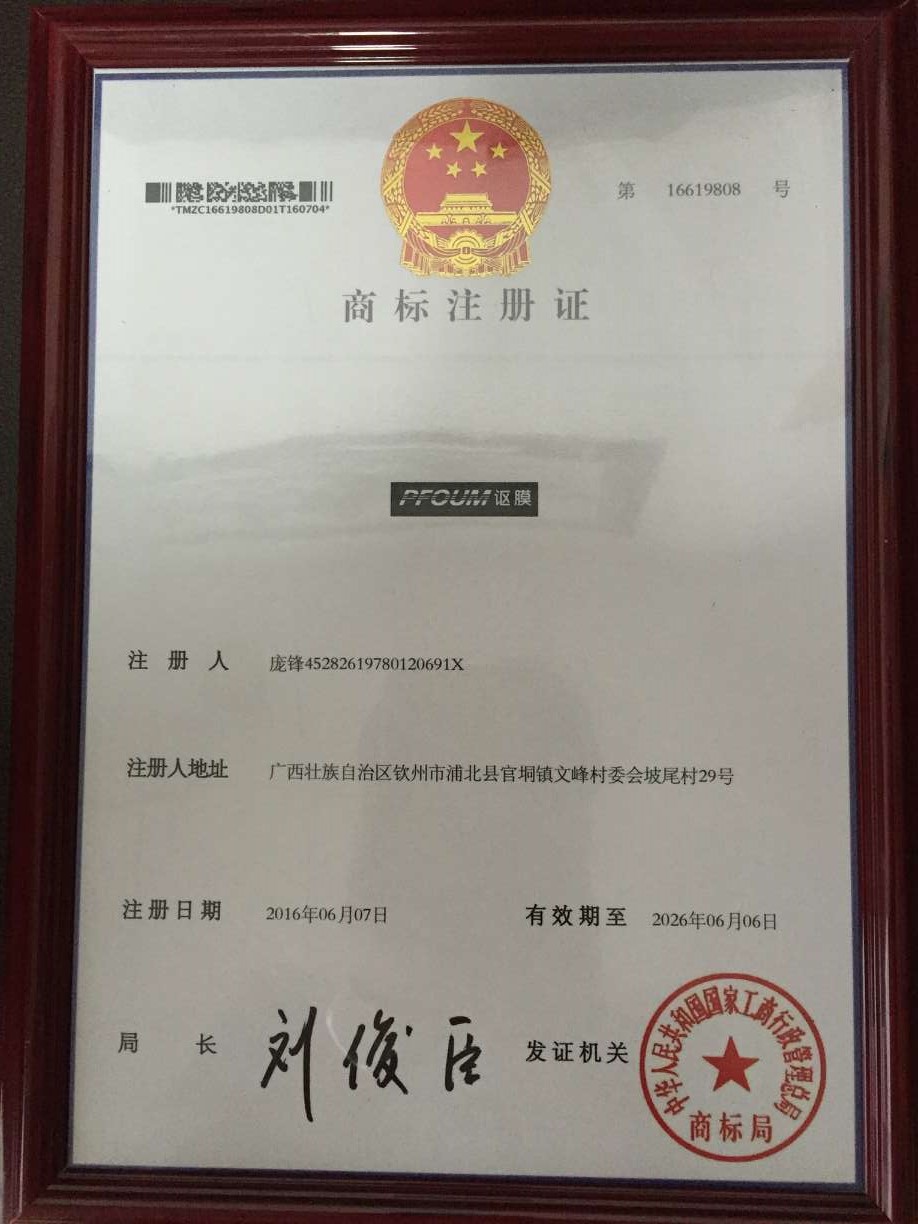 第 16619808 号
*TMZC16619808D01T160704*
商标注册证
PFOUM 讴膜
注册人 庞锋45282619780120691X
注册人地址 广西壮族自治区钦州市浦北县官垌镇文峰村委会坡尾村29号
注册日期 2016年06月07日 有效期至 2026年06月06日
局长 刘俊臣 发证机关
中华人民共和国国家工商行政管理总局
商标局